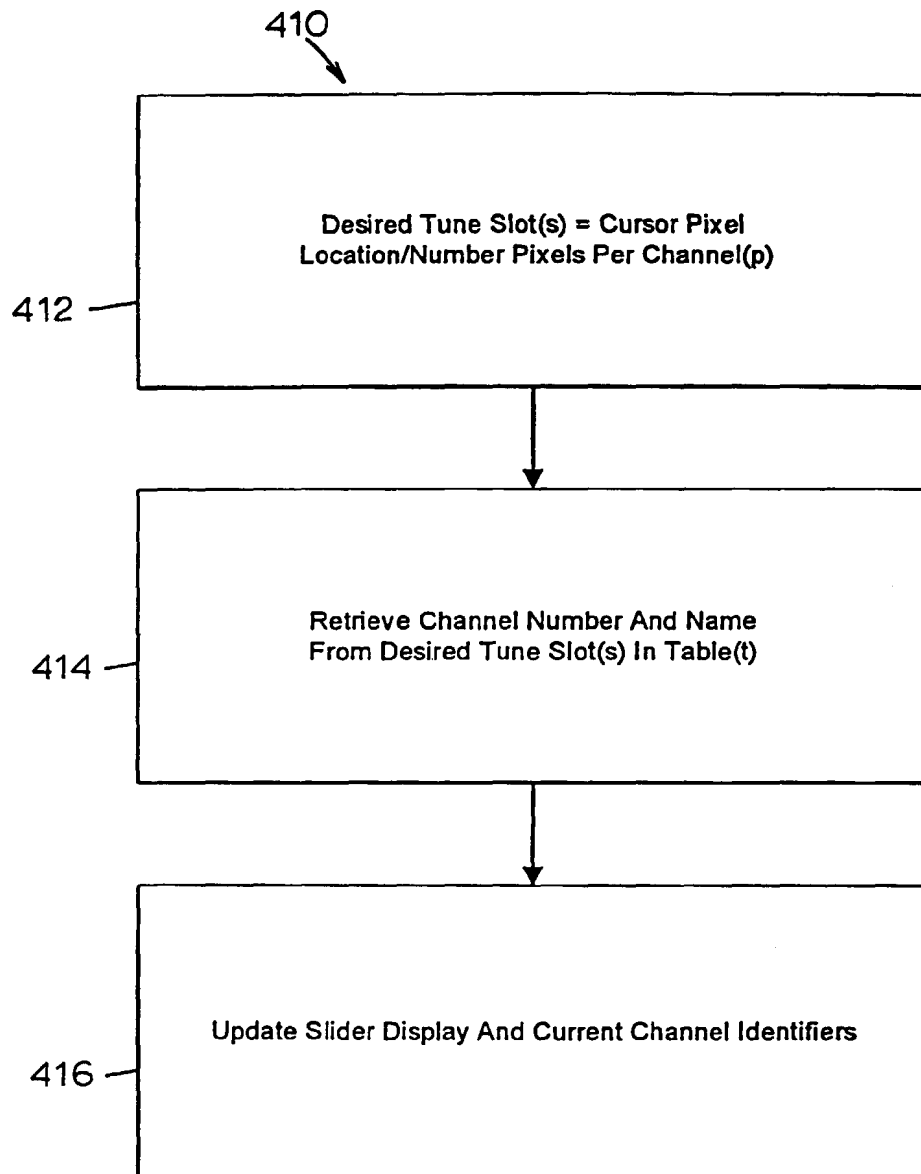 410
Desired Tune Slot(s) = Cursor Pixel
Location/Number Pixels Per Channel(p)
412
Retrieve Channel Number And Name
From Desired Tune Slot(s) In Table(t)
414
Update Slider Display And Current Channel Identifiers
416